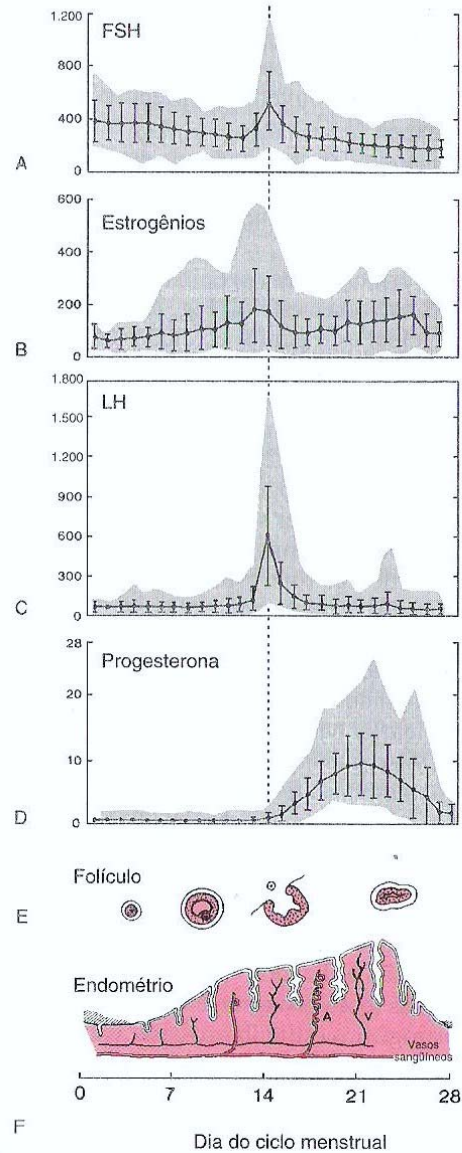 1.200
FSH
800
400
0
A
600
Estrogênios
400
200
0
B
1.800
LH
1.500
1.200
900
600
300
0
C
28
Progesterona
20
10
0
D
Folículo
E
Endométrio
A
V
Vasos
sangüíneos
0 7 14 21 28
F
Dia do ciclo menstrual